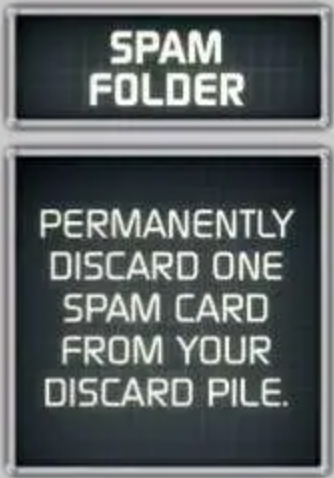 SPAM
FOLDER
PERMANENTLY
DISCARD ONE
SPAM CARD
FROM YOUR
DISCARD PILE.